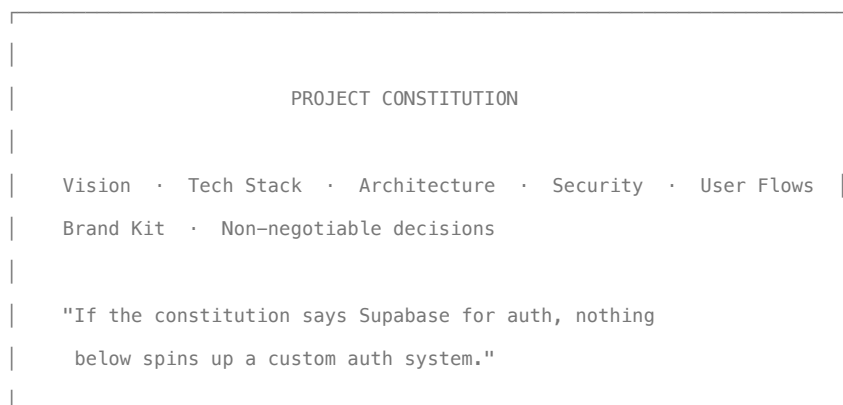 PROJECT CONSTITUTION
Vision · Tech Stack · Architecture · Security · User Flows
Brand Kit · Non-negotiable decisions
"If the constitution says Supabase for auth, nothing
below spins up a custom auth system."